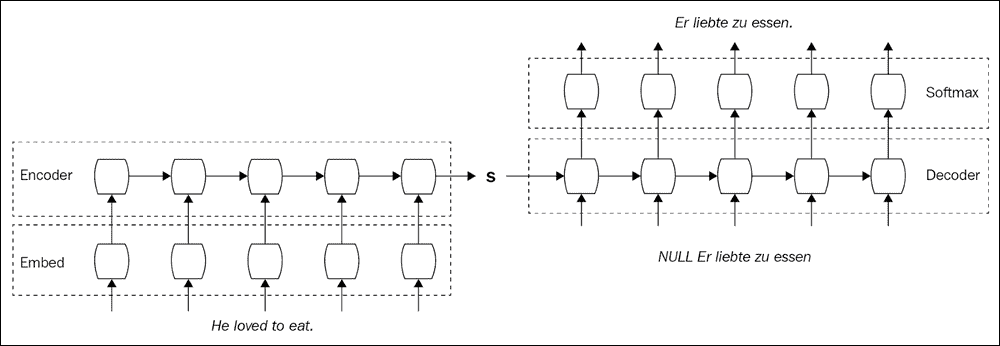 Er liebte zu essen.
Softmax
Encoder
S
Decoder
Embed
NULL Er liebte zu essen
He loved to eat.